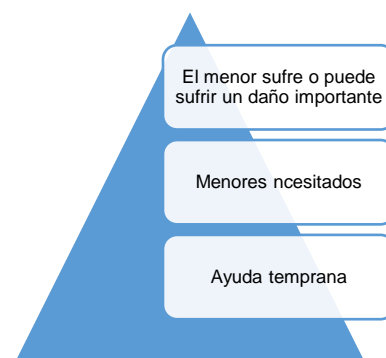 El menor sufre o puede
sufrir un daño importante
Menores ncesitados
Ayuda temprana